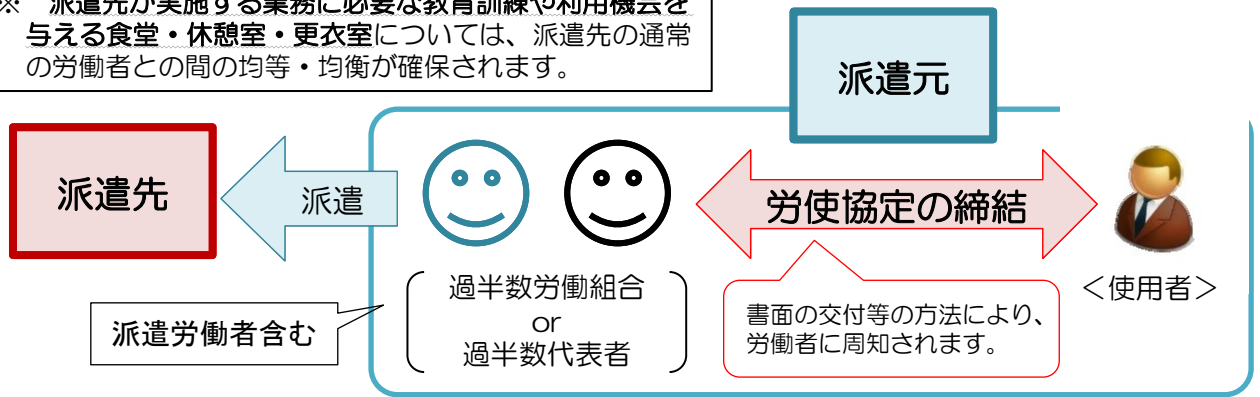 ※ 派遣先が実施する業務に必要な教育訓練や利用機会を
与える食堂・休憩室・更衣室については、派遣先の通常
の労働者との間の均等・均衡が確保されます。
派遣元
派遣先
派遣
労使協定の締結
<使用者>
過半数労働組合
or
過半数代表者
派遣労働者含む
書面の交付等の方法により、
労働者に周知されます。